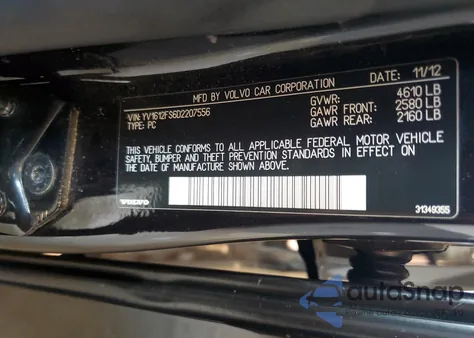 MFD BY VOLVO CAR CORPORATION DATE: 11/12
VIN: YV1612FS6D2207556 GVWR: 4610 LB
TYPE: PC GAWR FRONT: 2580 LB
GAWR REAR: 2160 LB
THIS VEHICLE CONFORMS TO ALL APPLICABLE FEDERAL MOTOR VEHICLE
SAFETY, BUMPER AND THEFT PREVENTION STANDARDS IN EFFECT ON
THE DATE OF MANUFACTURE SHOWN ABOVE.
VOLVO 31349355
autoSnap